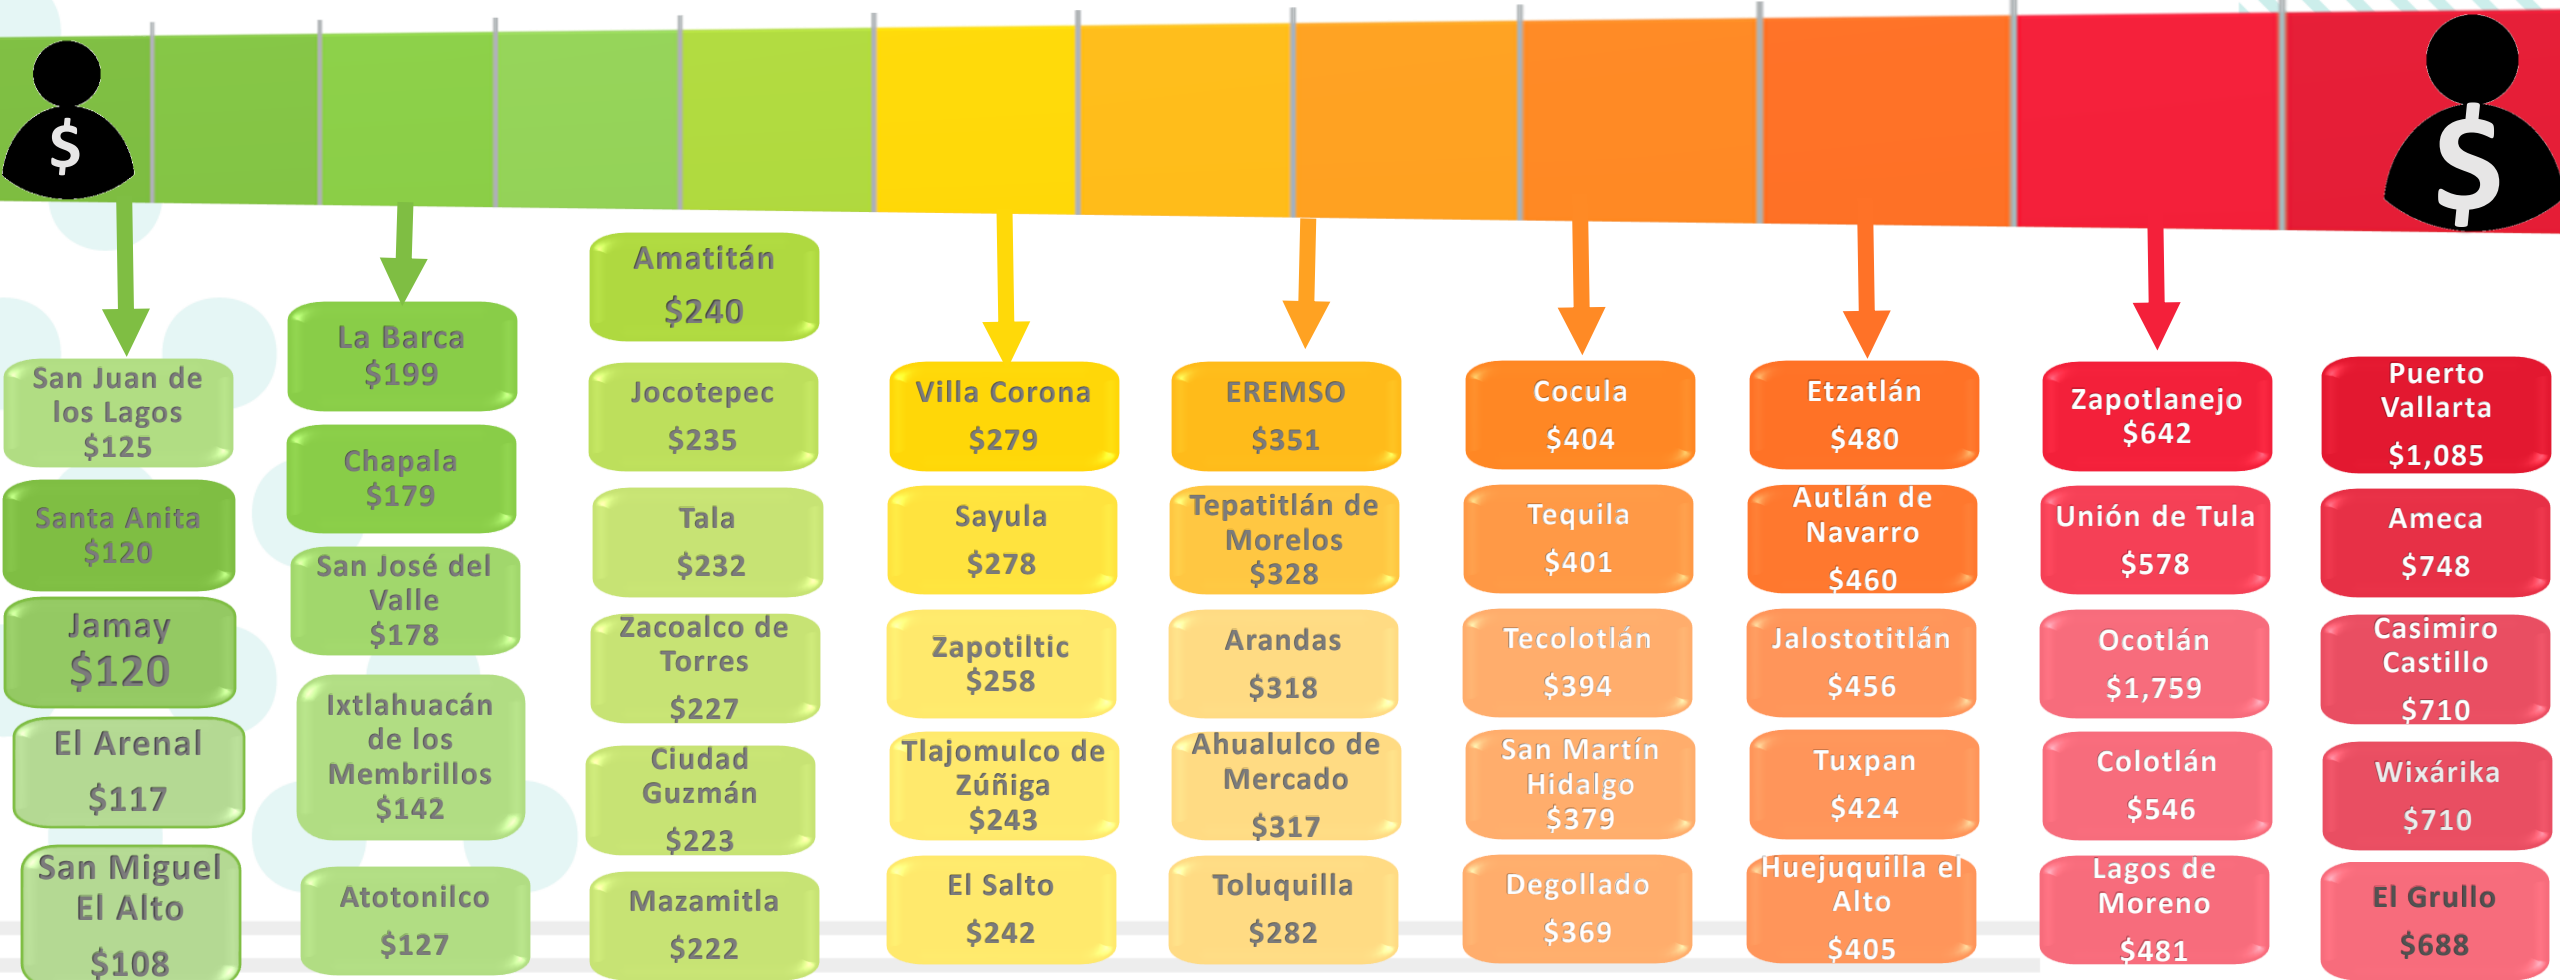 $
$
San Juan de
los Lagos
$125
Santa Anita
$120
Jamay
$120
El Arenal
$117
San Miguel
El Alto
$108
La Barca
$199
Chapala
$179
San José del
Valle
$178
Ixtlahuacán
de los
Membrillos
$142
Atotonilco
$127
Amatitán
$240
Jocotepec
$235
Tala
$232
Zacoalco de
Torres
$227
Ciudad
Guzmán
$223
Mazamitla
$222
Villa Corona
$279
Sayula
$278
Zapotiltic
$258
Tlajomulco de
Zúñiga
$243
El Salto
$242
EREMSO
$351
Tepatitlán de
Morelos
$328
Arandas
$318
Ahualulco de
Mercado
$317
Toluquilla
$282
Cocula
$404
Tequila
$401
Tecolotlán
$394
San Martín
Hidalgo
$379
Degollado
$369
Etzatlán
$480
Autlán de
Navarro
$460
Jalostotitlán
$456
Tuxpan
$424
Huejuquilla el
Alto
$405
Zapotlanejo
$642
Unión de Tula
$578
Ocotlán
$1,759
Colotlán
$546
Lagos de
Moreno
$481
Puerto
Vallarta
$1,085
Ameca
$748
Casimiro
Castillo
$710
Wixárika
$710
El Grullo
$688